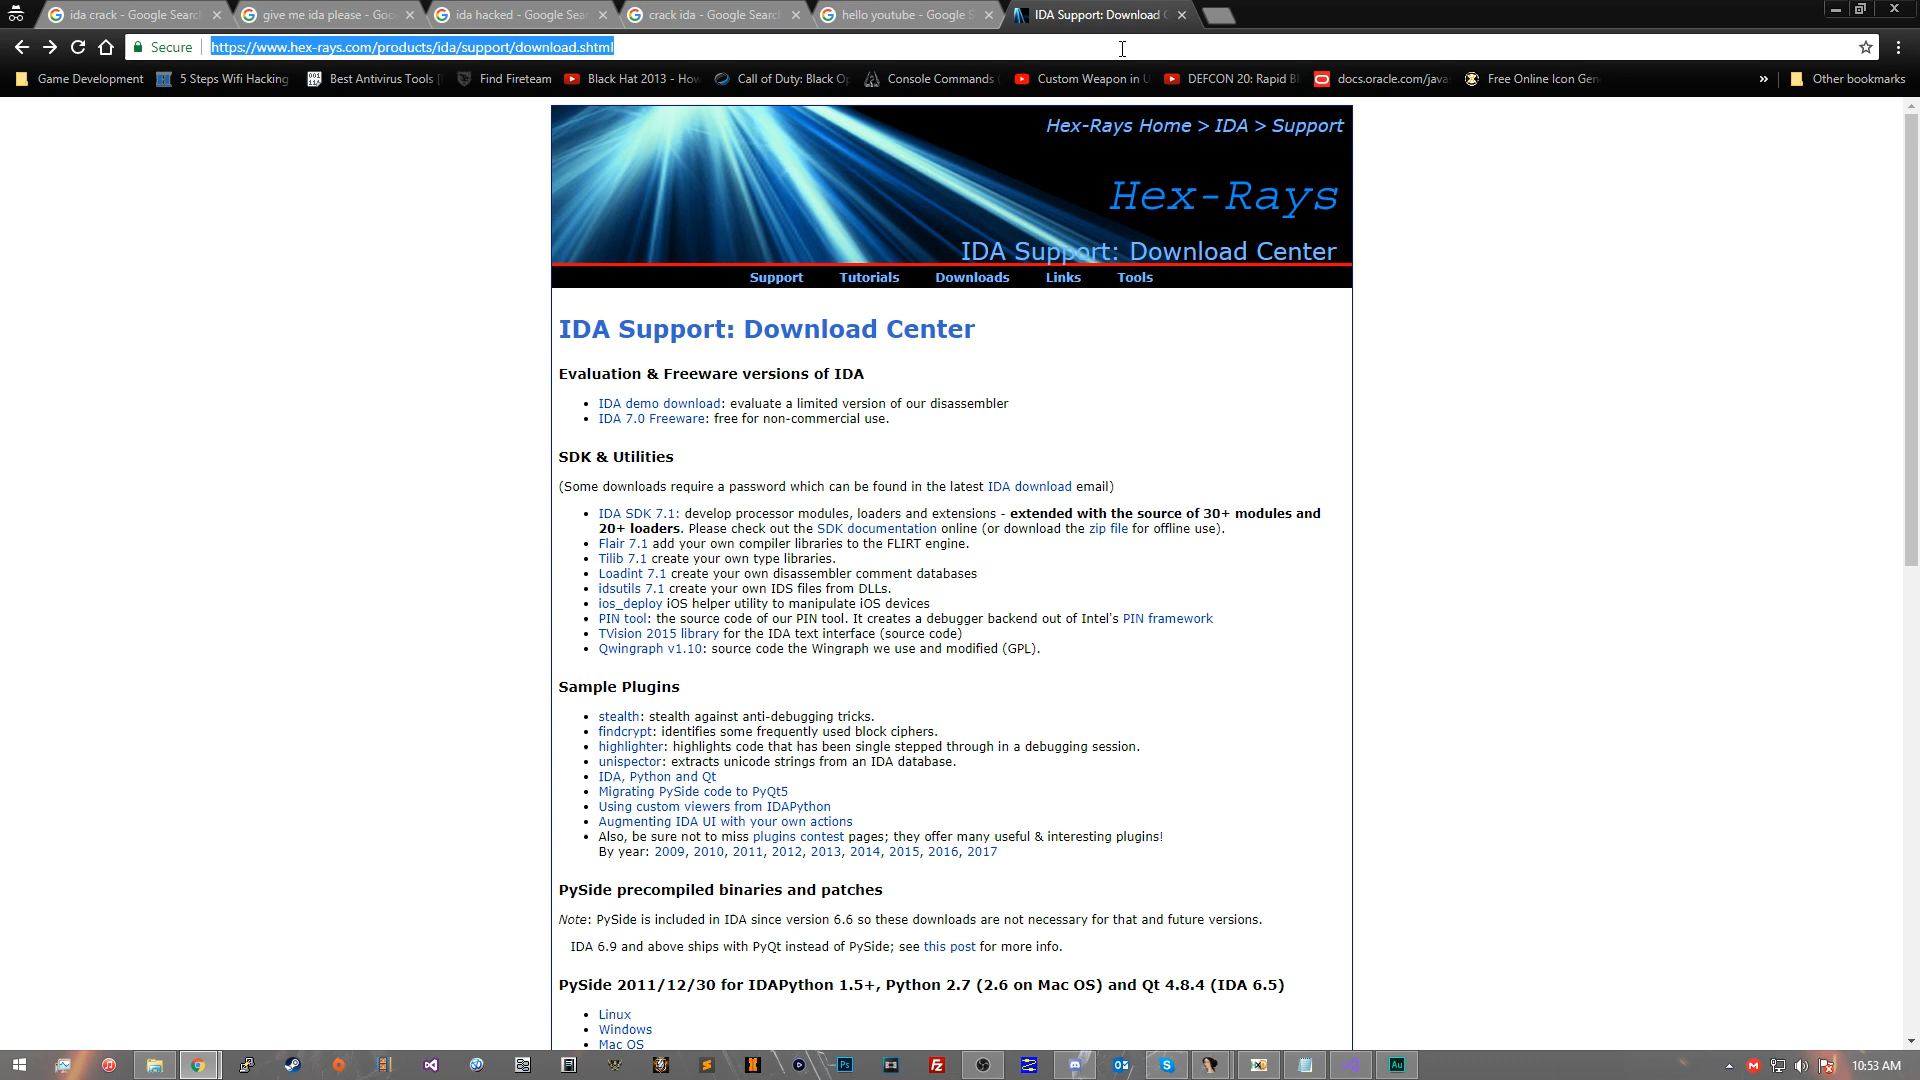 ida crack - Google Search
give me ida please - Goo
ida hacked - Google Sea
crack ida - Google Search
hello youtube - Google S
IDA Support: Download C
Secure
https://www.hex-rays.com/products/ida/support/download.shtml
Game Development
5 Steps Wifi Hacking
Best Antivirus Tools
Find Fireteam
Black Hat 2013 - How
Call of Duty: Black Op
Console Commands
Custom Weapon in U
DEFCON 20: Rapid Bl
docs.oracle.com/java
Free Online Icon Gen
»
Other bookmarks
Hex-Rays Home > IDA > Support
Hex-Rays
IDA Support: Download Center
Support Tutorials Downloads Links Tools
IDA Support: Download Center
Evaluation & Freeware versions of IDA
• IDA demo download: evaluate a limited version of our disassembler
• IDA 7.0 Freeware: free for non-commercial use.
SDK & Utilities
(Some downloads require a password which can be found in the latest IDA download email)
• IDA SDK 7.1: develop processor modules, loaders and extensions - extended with the source of 30+ modules and
20+ loaders. Please check out the SDK documentation online (or download the zip file for offline use).
• Flair 7.1 add your own compiler libraries to the FLIRT engine.
• Tilib 7.1 create your own type libraries.
• Loadint 7.1 create your own disassembler comment databases
• idsutils 7.1 create your own IDS files from DLLs.
• ios_deploy iOS helper utility to manipulate iOS devices
• PIN tool: the source code of our PIN tool. It creates a debugger backend out of Intel's PIN framework
• TVision 2015 library for the IDA text interface (source code)
• Qwingraph v1.10: source code the Wingraph we use and modified (GPL).
Sample Plugins
• stealth: stealth against anti-debugging tricks.
• findcrypt: identifies some frequently used block ciphers.
• highlighter: highlights code that has been single stepped through in a debugging session.
• unispector: extracts unicode strings from an IDA database.
• IDA, Python and Qt
• Migrating PySide code to PyQt5
• Using custom viewers from IDAPython
• Augmenting IDA UI with your own actions
• Also, be sure not to miss plugins contest pages; they offer many useful & interesting plugins!
By year: 2009, 2010, 2011, 2012, 2013, 2014, 2015, 2016, 2017
PySide precompiled binaries and patches
Note: PySide is included in IDA since version 6.6 so these downloads are not necessary for that and future versions.
IDA 6.9 and above ships with PyQt instead of PySide; see this post for more info.
PySide 2011/12/30 for IDAPython 1.5+, Python 2.7 (2.6 on Mac OS) and Qt 4.8.4 (IDA 6.5)
• Linux
• Windows
• Mac OS
10:53 AM